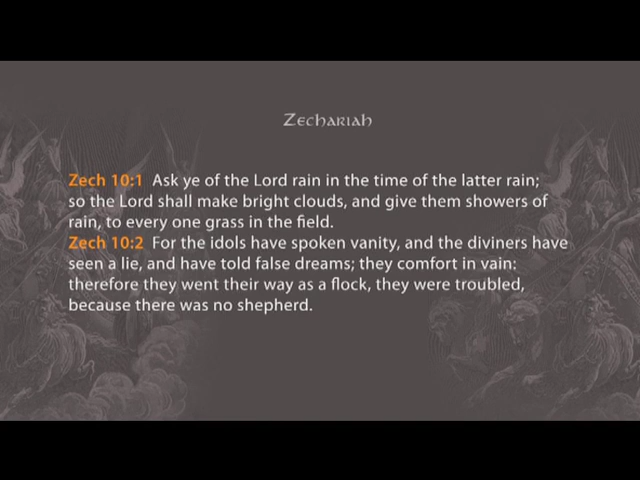 Zechariah
Zech 10:1 Ask ye of the Lord rain in the time of the latter rain;
so the Lord shall make bright clouds, and give them showers of
rain, to every one grass in the field.
Zech 10:2 For the idols have spoken vanity, and the diviners have
seen a lie, and have told false dreams; they comfort in vain:
therefore they went their way as a flock, they were troubled,
because there was no shepherd.